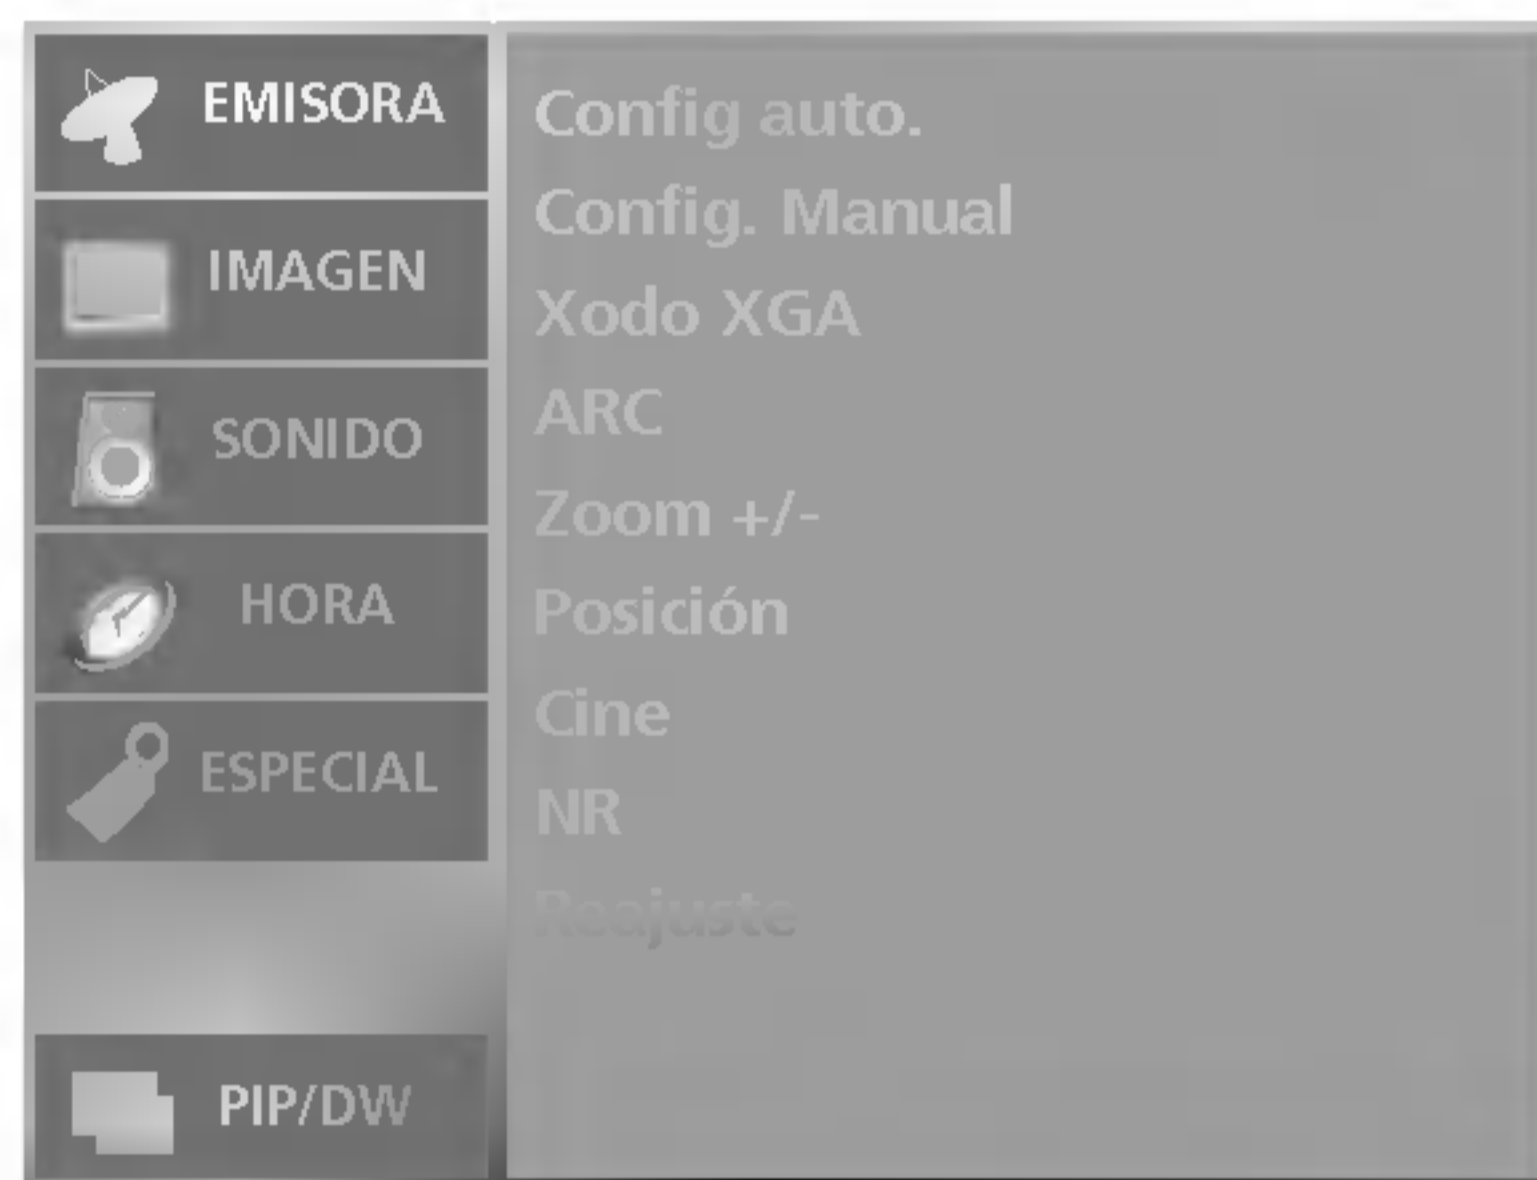 EMISORA
IMAGEN
SONIDO
HORA
ESPECIAL
PIP/DW
Config auto.
Config. Manual
Xodo XGA
ARC
Zoom +/-
Posición
Cine
NR
Reajuste